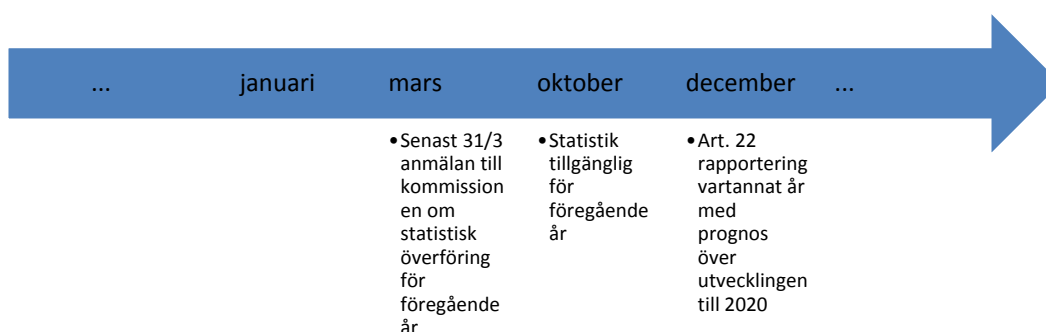 ... januari mars oktober december ...
•Senast 31/3
anmälan till
kommission
en om
statistisk
överföring
för
föregående
år
•Statistik
tillgänglig
för
föregående
år
•Art. 22
rapportering
vartannat år
med
prognos
över
utvecklingen
till 2020